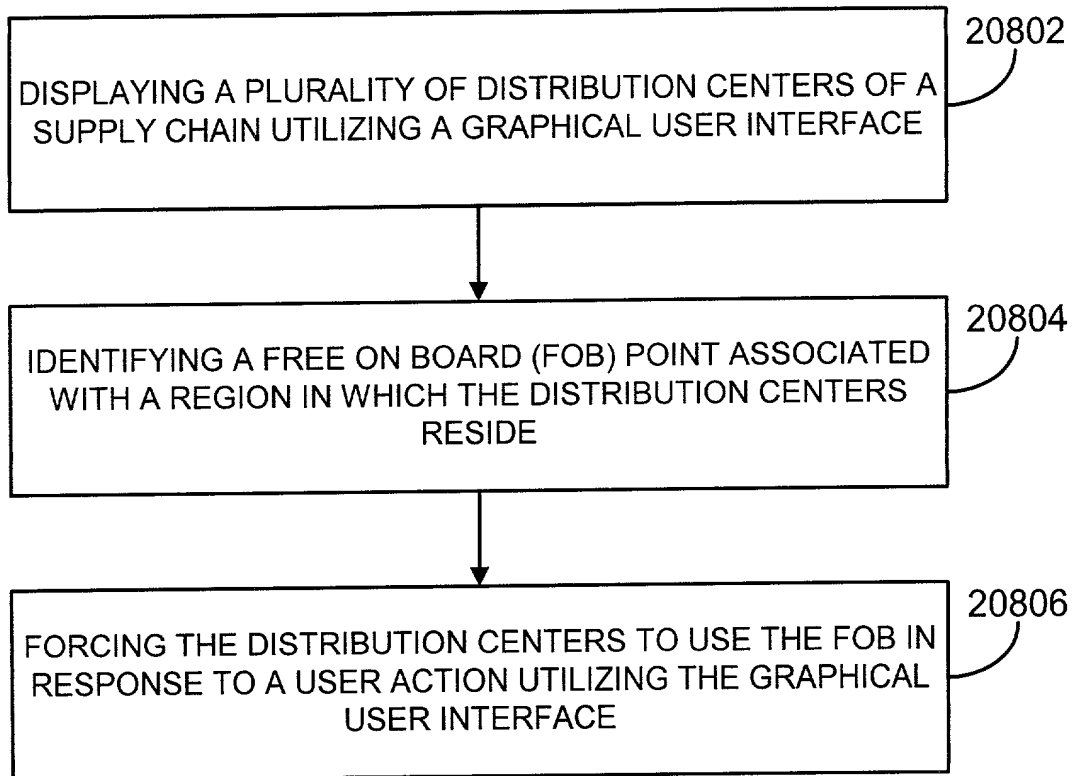 20802
DISPLAYING A PLURALITY OF DISTRIBUTION CENTERS OF A
SUPPLY CHAIN UTILIZING A GRAPHICAL USER INTERFACE
20804
IDENTIFYING A FREE ON BOARD (FOB) POINT ASSOCIATED
WITH A REGION IN WHICH THE DISTRIBUTION CENTERS
RESIDE
20806
FORCING THE DISTRIBUTION CENTERS TO USE THE FOB IN
RESPONSE TO A USER ACTION UTILIZING THE GRAPHICAL
USER INTERFACE